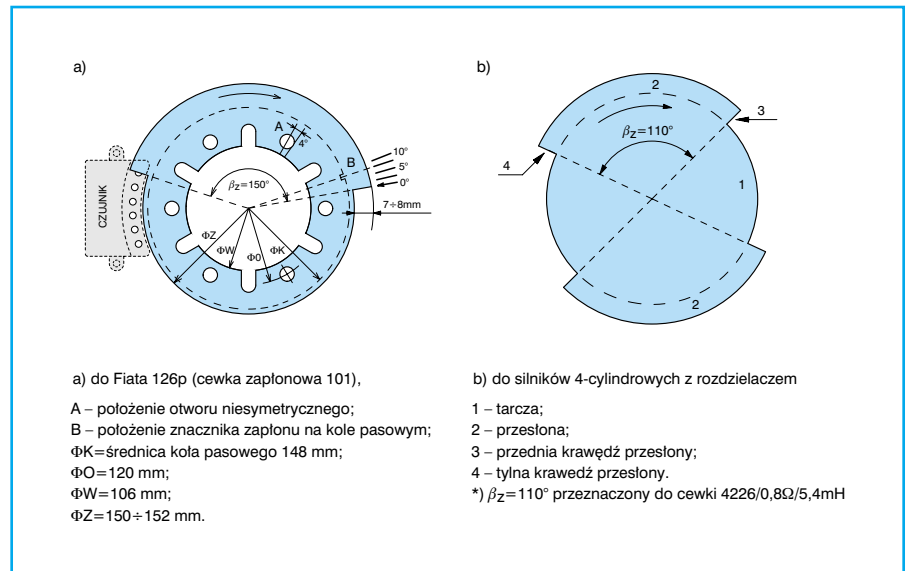 a)
A
4°
B
10°
5°
0°
βz=150°
7÷8mm
CZUJNIK
ΦZ
ΦW
Φ0
ΦK
b)
2
3
βz=110°
4
1
2
a) do Fiata 126p (cewka zapłonowa 101),
A – położenie otworu niesymetrycznego;
B – położenie znacznika zapłonu na kole pasowym;
ΦK=średnica koła pasowego 148 mm;
ΦO=120 mm;
ΦW=106 mm;
ΦZ=150÷152 mm.
b) do silników 4-cylindrowych z rozdzielaczem
1 – tarcza;
2 – przesłona;
3 – przednia krawędź przesłony;
4 – tylna krawedź przesłony.
*) βz=110° przeznaczony do cewki 4226/0,8Ω/5,4mH